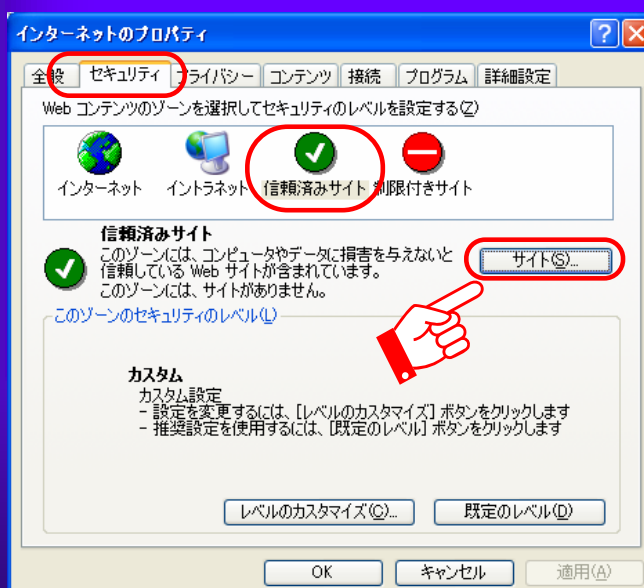 インターネットのプロパティ
全般 セキュリティ プライバシー コンテンツ 接続 プログラム 詳細設定
Web コンテンツのゾーンを選択してセキュリティのレベルを設定する(Z)
インターネット イントラネット 信頼済みサイト 制限付きサイト
信頼済みサイト
このゾーンには、コンピュータやデータに損害を与えないと
信頼している Web サイトが含まれています。
このゾーンには、サイトがありません。
サイト(S)...
このゾーンのセキュリティのレベル(L)
カスタム
カスタム設定
- 設定を変更するには、[レベルのカスタマイズ] ボタンをクリックします
- 推奨設定を使用するには、[既定のレベル] ボタンをクリックします
レベルのカスタマイズ(C)... 既定のレベル(D)
OK キャンセル 適用(A)